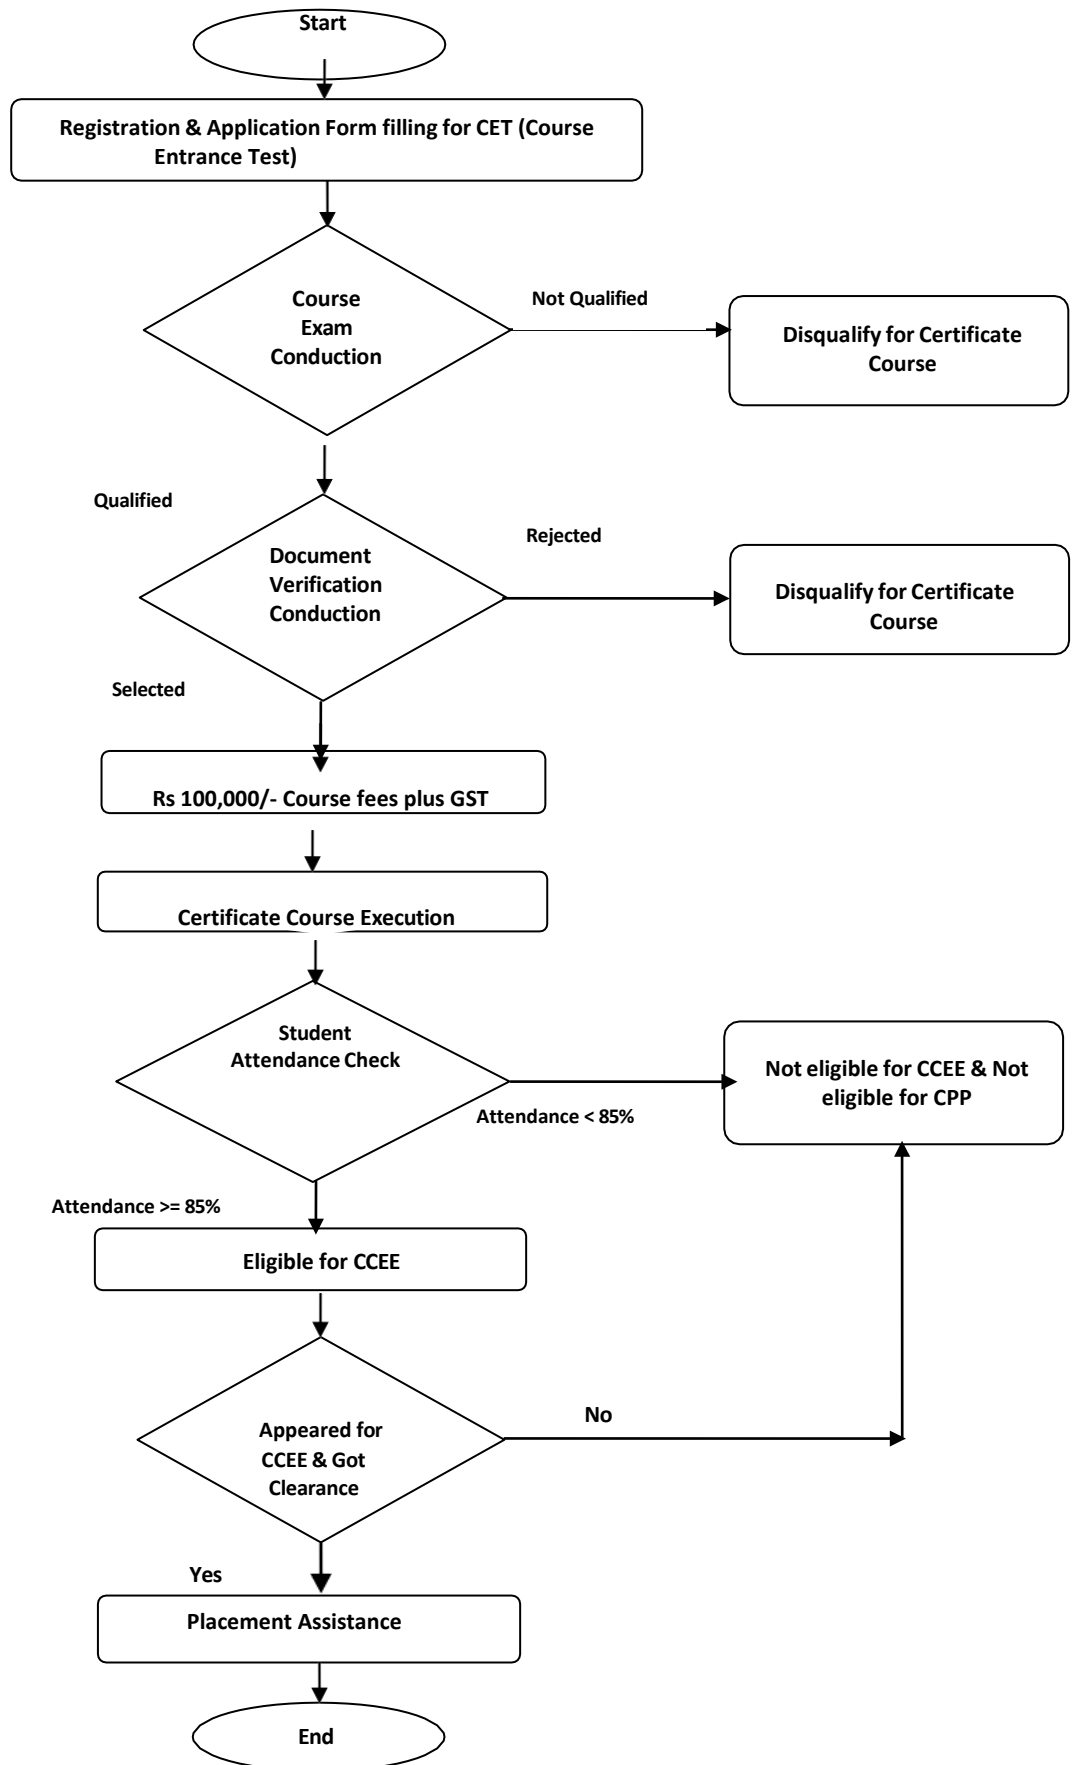 Start
Registration & Application Form filling for CET (Course
Entrance Test)
Course
Exam
Conduction
Not Qualified
Disqualify for Certificate
Course
Qualified
Document
Verification
Conduction
Rejected
Disqualify for Certificate
Course
Selected
Rs 100,000/- Course fees plus GST
Certificate Course Execution
Student
Attendance Check
Attendance < 85%
Not eligible for CCEE & Not
eligible for CPP
Attendance >= 85%
Eligible for CCEE
Appeared for
CCEE & Got
Clearance
No
Yes
Placement Assistance
End